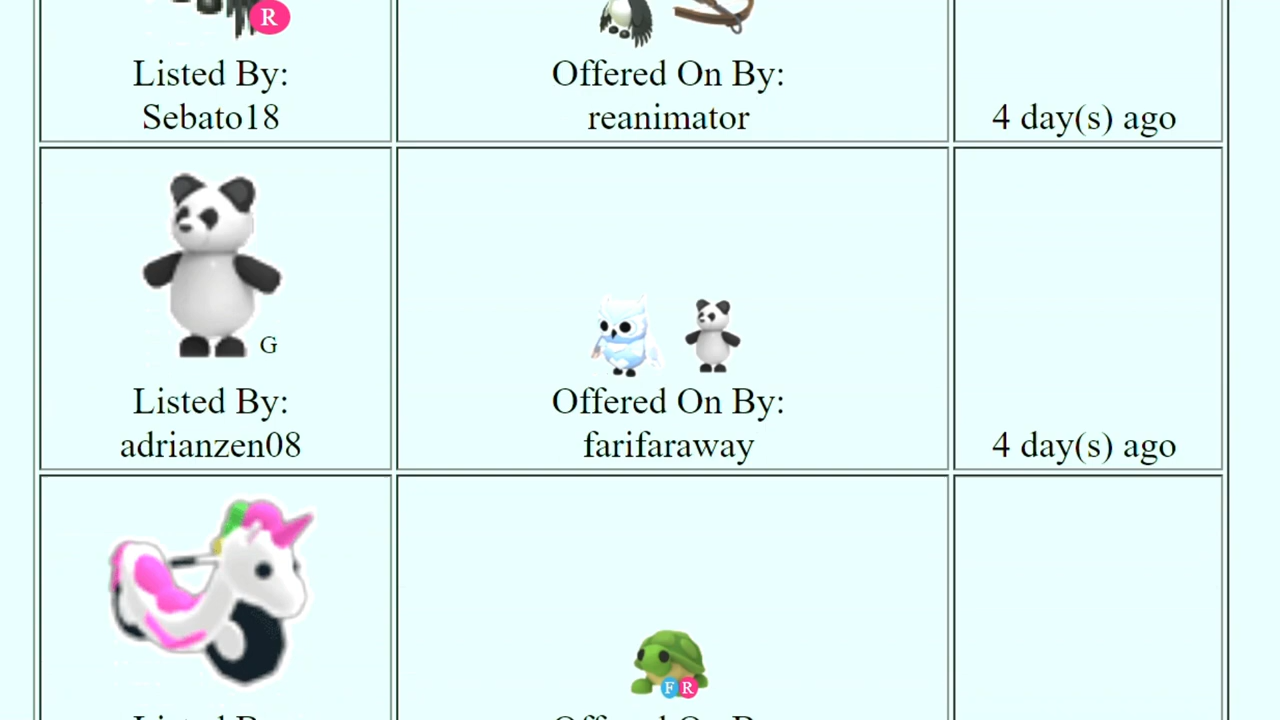 R
Listed By:
Sebato18
Offered On By:
reanimator
4 day(s) ago
G
Listed By:
adrianzen08
Offered On By:
farifaraway
4 day(s) ago
F R